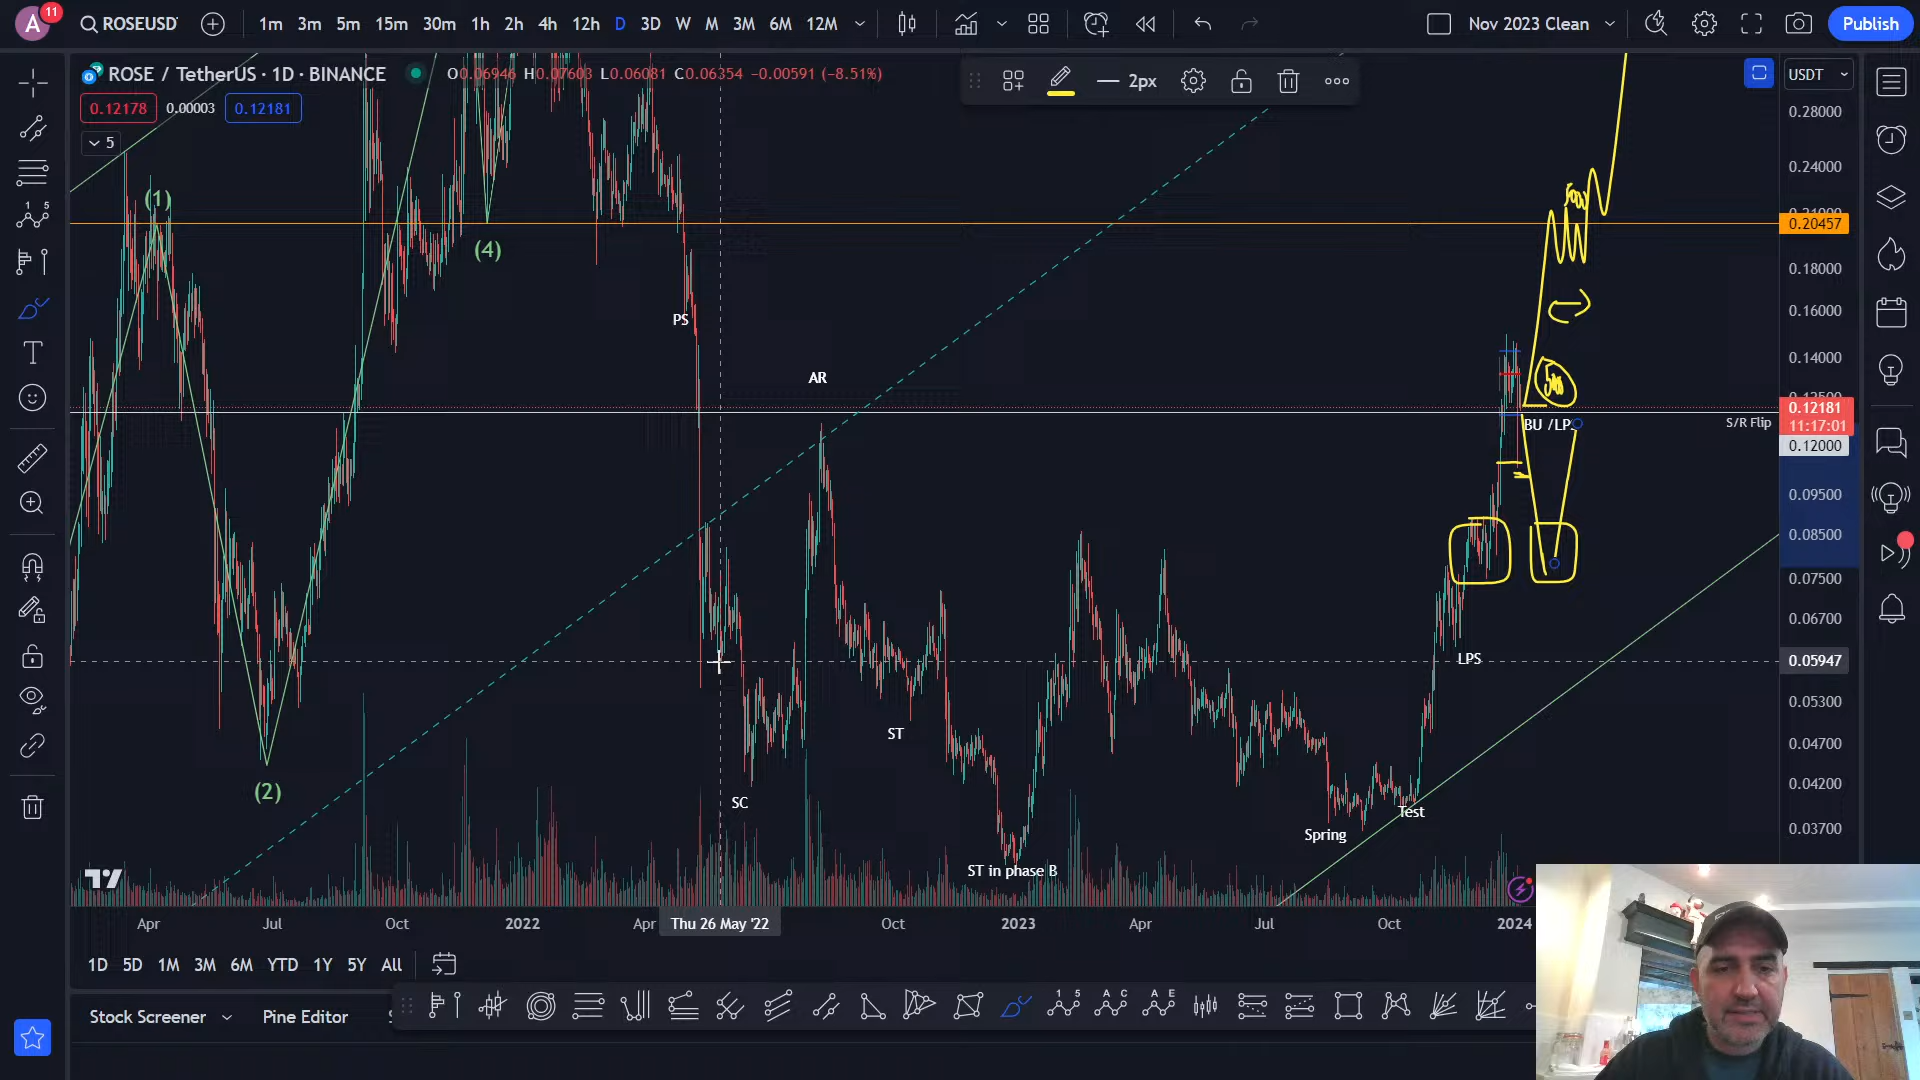 A 11 ROSEUSD 1m 3m 5m 15m 30m 1h 2h 4h 12h D 3D W M 3M 6M 12M Nov 2023 Clean Publish
ROSE / TetherUS · 1D · BINANCE O0.06946 H0.07603 L0.06081 C0.06354 -0.00591 (-8.51%)
2px
USDT
0.12178 0.00003 0.12181
5
0.28000
0.24000
(1)
0.20457
(4)
0.18000
0.16000
PS
0.14000
AR
0.12181
BU /LP
S/R Flip
11:17:01
0.12000
0.09500
0.08500
0.07500
0.06700
LPS
0.05947
0.05300
ST
0.04700
0.04200
(2)
SC
Test
Spring
0.03700
ST in phase B
Apr Jul Oct 2022 Apr Thu 26 May '22 Oct 2023 Apr Jul Oct 2024
1D 5D 1M 3M 6M YTD 1Y 5Y All
Stock Screener Pine Editor